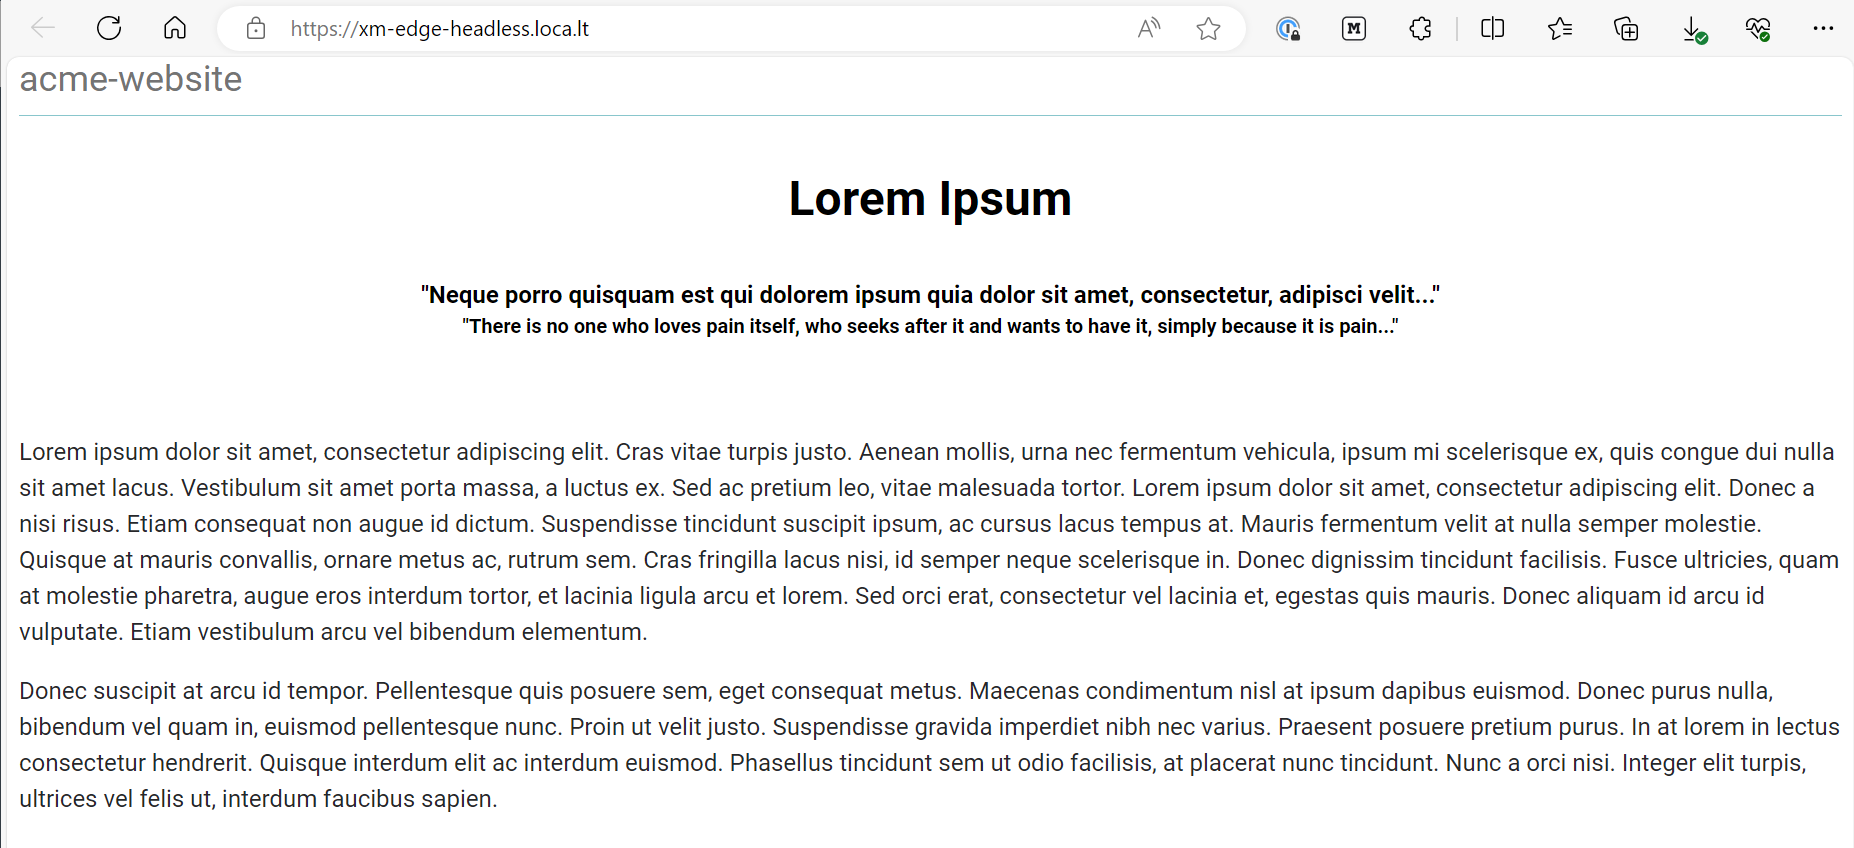 https://xm-edge-headless.loca.lt
acme-website
Lorem Ipsum
"Neque porro quisquam est qui dolorem ipsum quia dolor sit amet, consectetur, adipisci velit..."
"There is no one who loves pain itself, who seeks after it and wants to have it, simply because it is pain..."
Lorem ipsum dolor sit amet, consectetur adipiscing elit. Cras vitae turpis justo. Aenean mollis, urna nec fermentum vehicula, ipsum mi scelerisque ex, quis congue dui nulla
sit amet lacus. Vestibulum sit amet porta massa, a luctus ex. Sed ac pretium leo, vitae malesuada tortor. Lorem ipsum dolor sit amet, consectetur adipiscing elit. Donec a
nisi risus. Etiam consequat non augue id dictum. Suspendisse tincidunt suscipit ipsum, ac cursus lacus tempus at. Mauris fermentum velit at nulla semper molestie.
Quisque at mauris convallis, ornare metus ac, rutrum sem. Cras fringilla lacus nisi, id semper neque scelerisque in. Donec dignissim tincidunt facilisis. Fusce ultricies, quam
at molestie pharetra, augue eros interdum tortor, et lacinia ligula arcu et lorem. Sed orci erat, consectetur vel lacinia et, egestas quis mauris. Donec aliquam id arcu id
vulputate. Etiam vestibulum arcu vel bibendum elementum.
Donec suscipit at arcu id tempor. Pellentesque quis posuere sem, eget consequat metus. Maecenas condimentum nisl at ipsum dapibus euismod. Donec purus nulla,
bibendum vel quam in, euismod pellentesque nunc. Proin ut velit justo. Suspendisse gravida imperdiet nibh nec varius. Praesent posuere pretium purus. In at lorem in lectus
consectetur hendrerit. Quisque interdum elit ac interdum euismod. Phasellus tincidunt sem ut odio facilisis, at placerat nunc tincidunt. Nunc a orci nisi. Integer elit turpis,
ultrices vel felis ut, interdum faucibus sapien.